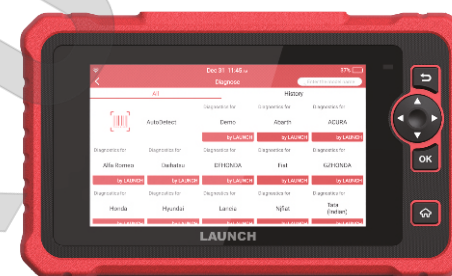 Dec 01 11:45 37%
Diagnose
All History
Diagnostics for Diagnostics for Diagnostics for
AutoDetect Demo Abarth ACURA
by LAUNCH by LAUNCH by LAUNCH
Diagnostics for Diagnostics for Diagnostics for Diagnostics for Diagnostics for
Alfa Romeo Daihatsu DFHONDA Fiat GZHONDA
by LAUNCH by LAUNCH by LAUNCH by LAUNCH by LAUNCH
Diagnostics for Diagnostics for Diagnostics for Diagnostics for Diagnostics for
Honda Hyundai Lancia Njfiat Tata
(Indian)
LAUNCH
OK